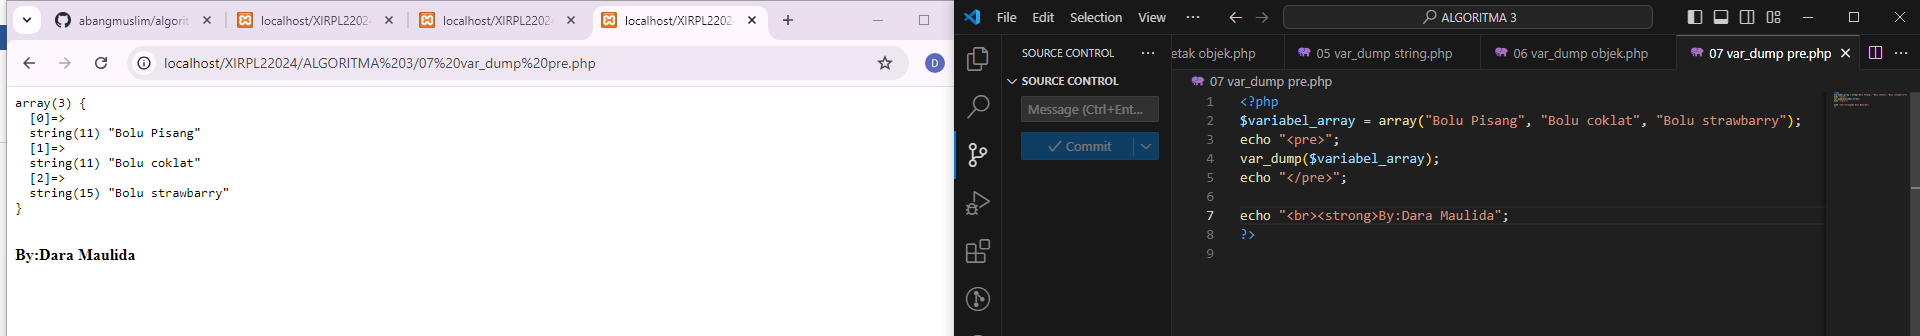 abangmuslim/algorit
localhost/XIRPL2202
localhost/XIRPL2202
localhost/XIRPL2202
localhost/XIRPL22024/ALGORITMA%203/07%20var_dump%20pre.php
D
array(3) {
  [0]=>
  string(11) "Bolu Pisang"
  [1]=>
  string(11) "Bolu coklat"
  [2]=>
  string(15) "Bolu strawbarry"
}
By:Dara Maulida
File Edit Selection View ···
ALGORITMA 3
SOURCE CONTROL ···
SOURCE CONTROL
Message (Ctrl+Ent...
Commit
etak objek.php
05 var_dump string.php
06 var_dump objek.php
07 var_dump pre.php
07 var_dump pre.php
1 <?php
2 $variabel_array = array("Bolu Pisang", "Bolu coklat", "Bolu strawbarry");
3 echo "<pre>";
4 var_dump($variabel_array);
5 echo "</pre>";
6
7 echo "<br><strong>By:Dara Maulida";
8 ?>
9